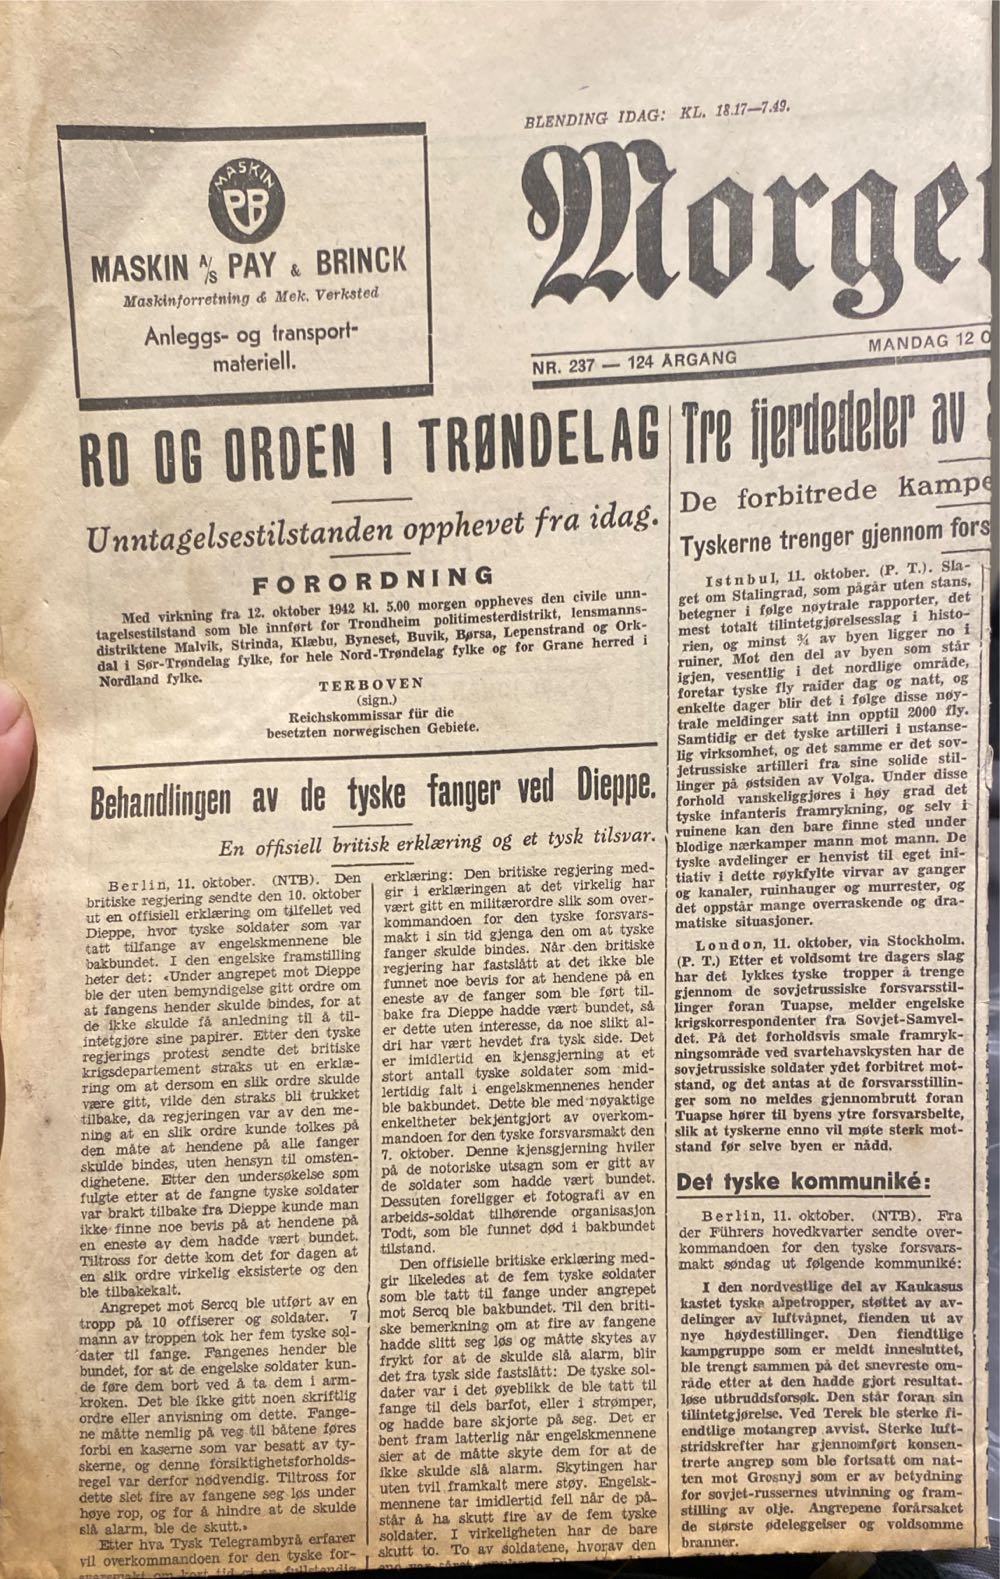 BLENDING IDAG: KL. 18.17—7.49.
MASKIN
PB
MASKIN A/S PAY & BRINCK
Maskinforretning & Mek. Verksted
Anleggs- og transport-
materiell.
Morge
NR. 237 — 124 ÅRGANG
MANDAG 12 O
RO OG ORDEN I TRØNDELAG
Unntagelsestilstanden opphevet fra idag.
FORORDNING
Med virkning fra 12. oktober 1942 kl. 5.00 morgen oppheves den civile unn-
tagelsestilstand som ble innført for Trondheim politimesterdistrikt, lensmanns-
distriktene Malvik, Strinda, Klæbu, Byneset, Buvik, Børsa, Lepenstrand og Ork-
dal i Sør-Trøndelag fylke, for hele Nord-Trøndelag fylke og for Grane herred i
Nordland fylke.
TERBOVEN
(sign.)
Reichskommissar für die
besetzten norwegischen Gebiete.
Behandlingen av de tyske fanger ved Dieppe.
En offisiell britisk erklæring og et tysk tilsvar.
Berlin, 11. oktober. (NTB). Den
britiske regjering sendte den 10. oktober
ut en offisiell erklæring om tilfellet ved
Dieppe, hvor tyske soldater som var
tatt tilfange av engelskmennene ble
bakbundet. I den engelske framstilling
heter det: «Under angrepet mot Dieppe
ble der uten bemyndigelse gitt ordre om
at fangens hender skulde bindes, for at
de ikke skulde få anledning til å til-
intetgjøre sine papirer. Etter den tyske
regjerings protest sendte det britiske
krigsdepartement straks ut en erklæ-
ring om at dersom en slik ordre skulde
være gitt, vilde den straks bli trukket
tilbake, da regjeringen var av den me-
ning at en slik ordre kunde tolkes på
den måte at hendene på alle fanger
skulde bindes, uten hensyn til omsten-
dighetene. Etter den undersøkelse som
fulgte etter at de fangne tyske soldater
var brakt tilbake fra Dieppe kunde man
ikke finne noe bevis på at hendene på
en eneste av dem hadde vært bundet.
Tiltross for dette kom det for dagen at
en slik ordre virkelig eksisterte og den
ble tilbakekalt.
Angrepet mot Sercq ble utført av en
tropp på 10 offiserer og soldater. 7
mann av troppen tok her fem tyske sol-
dater til fange. Fangenes hender ble
bundet, for at de engelske soldater kun-
de føre dem bort ved å ta dem i arm-
kroken. Det ble ikke gitt noen skriftlig
ordre eller anvisning om dette. Fange-
ne måtte nemlig på veg til båtene føres
forbi en kaserne som var besatt av ty-
skerne, og denne forsiktighetsforholds-
regel var derfor nødvendig. Tiltross for
dette slet fire av fangene seg løs under
høye rop, og for å hindre at de skulde
slå alarm, ble de skutt.»
Etter hva Tysk Telegrambyrå erfarer
vil overkommandoen for den tyske for-
svarsmakt om kort tid gi en fullstendig
erklæring: Den britiske regjering med-
gir i erklæringen at det virkelig har
vært gitt en militærordre slik som over-
kommandoen for den tyske forsvars-
makt i sin tid gjenga den om at tyske
fanger skulde bindes. Når den britiske
regjering har fastslått at det ikke ble
funnet noe bevis for at hendene på en
eneste av de fanger som ble ført til-
bake fra Dieppe hadde vært bundet, så
er dette uten interesse, da noe slikt al-
dri har vært hevdet fra tysk side. Det
er imidlertid en kjensgjerning at et
stort antall tyske soldater som mid-
lertidig falt i engelskmennenes hender
ble bakbundet. Dette ble med nøyaktige
enkeltheter bekjentgjort av overkom-
mandoen for den tyske forsvarsmakt den
7. oktober. Denne kjensgjerning hviler
på de notoriske utsagn som er gitt av
de soldater som hadde vært bundet.
Dessuten foreligger et fotografi av en
arbeids-soldat tilhørende organisasjon
Todt, som ble funnet død i bakbundet
tilstand.
Den offisielle britiske erklæring med-
gir likeledes at de fem tyske soldater
som ble tatt til fange under angrepet
mot Sercq ble bakbundet. Til den briti-
ske bemerkning om at fire av fangene
hadde slitt seg løs og måtte skytes av
frykt for at de skulde slå alarm, blir
det fra tysk side fastslått: De tyske sol-
dater var i det øyeblikk de ble tatt til
fange til dels barfot, eller i strømper,
og hadde bare skjorte på seg. Det er
bent fram latterlig når engelskmennene
sier at de måtte skyte dem for at de
ikke skulde slå alarm. Skytingen har
uten tvil framkalt mere støy. Engelsk-
mennene tar imidlertid fell når de på-
står å ha skutt fire av de fem tyske
soldater. I virkeligheten har de bare
skutt to. To av soldatene, hvorav den
Tre fjerdedeler av
De forbitrede kampe
Tyskerne trenger gjennom fors
Istnbul, 11. oktober. (P. T.). Sla-
get om Stalingrad, som pågår uten stans,
betegner i følge nøytrale rapporter, det
mest totalt tilintetgjørelsesslag i histo-
rien, og minst ¾ av byen ligger no i
ruiner. Mot den del av byen som står
igjen, vesentlig i det nordlige område,
foretar tyske fly raider dag og natt, og
enkelte dager blir det i følge disse nøy-
trale meldinger satt inn opptil 2000 fly.
Samtidig er det tyske artilleri i ustanse-
lig virksomhet, og det samme er det sov-
jetrussiske artilleri fra sine solide stil-
linger på østsiden av Volga. Under disse
forhold vanskeliggjøres i høy grad det
tyske infanteris framrykning, og selv i
ruinene kan den bare finne sted under
blodige nærkamper mann mot mann. De
tyske avdelinger er henvist til eget ini-
tiativ i dette røykfylte virvar av ganger
og kanaler, ruinhauger og murrester, og
det oppstår mange overraskende og dra-
matiske situasjoner.
London, 11. oktober, via Stockholm.
(P. T.) Etter et voldsomt tre dagers slag
har det lykkes tyske tropper å trenge
gjennom de sovjetrussiske forsvarsstil-
linger foran Tuapse, melder engelske
krigskorrespondenter fra Sovjet-Samvel-
det. På det forholdsvis smale framryk-
ningsområde ved svartehavskysten har de
sovjetrussiske soldater ydet forbitret mot-
stand, og det antas at de forsvarsstillin-
ger som no meldes gjennombrutt foran
Tuapse hører til byens ytre forsvarsbelte,
slik at tyskerne enno vil møte sterk mot-
stand før selve byen er nådd.
Det tyske kommuniké:
Berlin, 11. oktober. (NTB). Fra
der Führers hovedkvarter sendte over-
kommandoen for den tyske forsvars-
makt søndag ut følgende kommuniké:
I den nordvestlige del av Kaukasus
kastet tyske alpetropper, støttet av av-
delinger av luftvåpnet, fienden ut av
nye høydestillinger. Den fiendtlige
kampgruppe som er meldt innesluttet,
ble trengt sammen på det snevreste om-
råde etter at den hadde gjort resultat-
løse utbruddsforsøk. Den står foran sin
tilintetgjørelse. Ved Terek ble sterke fi-
endtlige motangrep avvist. Sterke luft-
stridskrefter har gjennomført konsen-
trerte angrep som ble fortsatt om nat-
ten mot Grosnyj som er av betydning
for sovjet-russernes utvinning og fram-
stilling av olje. Angrepene forårsaket
de største ødeleggelser og voldsomme
branner.